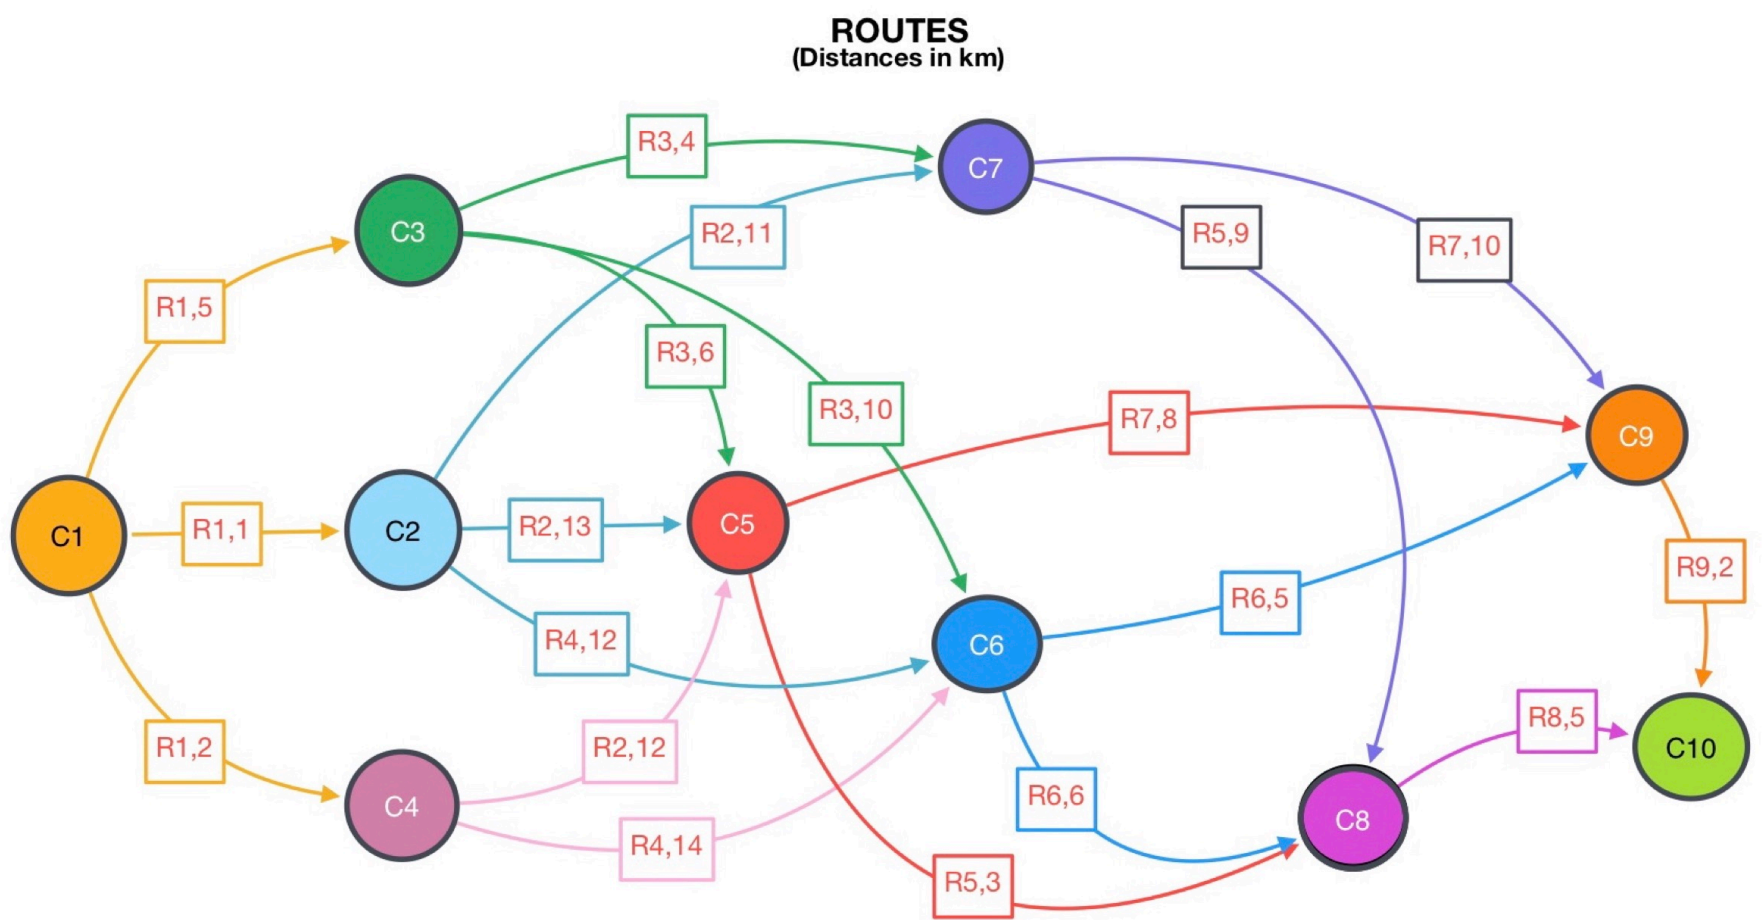 ROUTES
(Distances in km)
R3,4
C7
C3
R2,11
R5,9
R7,10
R1,5
R3,6
R3,10
R7,8
C9
C1
R1,1
C2
R2,13
C5
R9,2
R4,12
C6
R6,5
R1,2
R2,12
R8,5
C10
C4
R4,14
R6,6
C8
R5,3